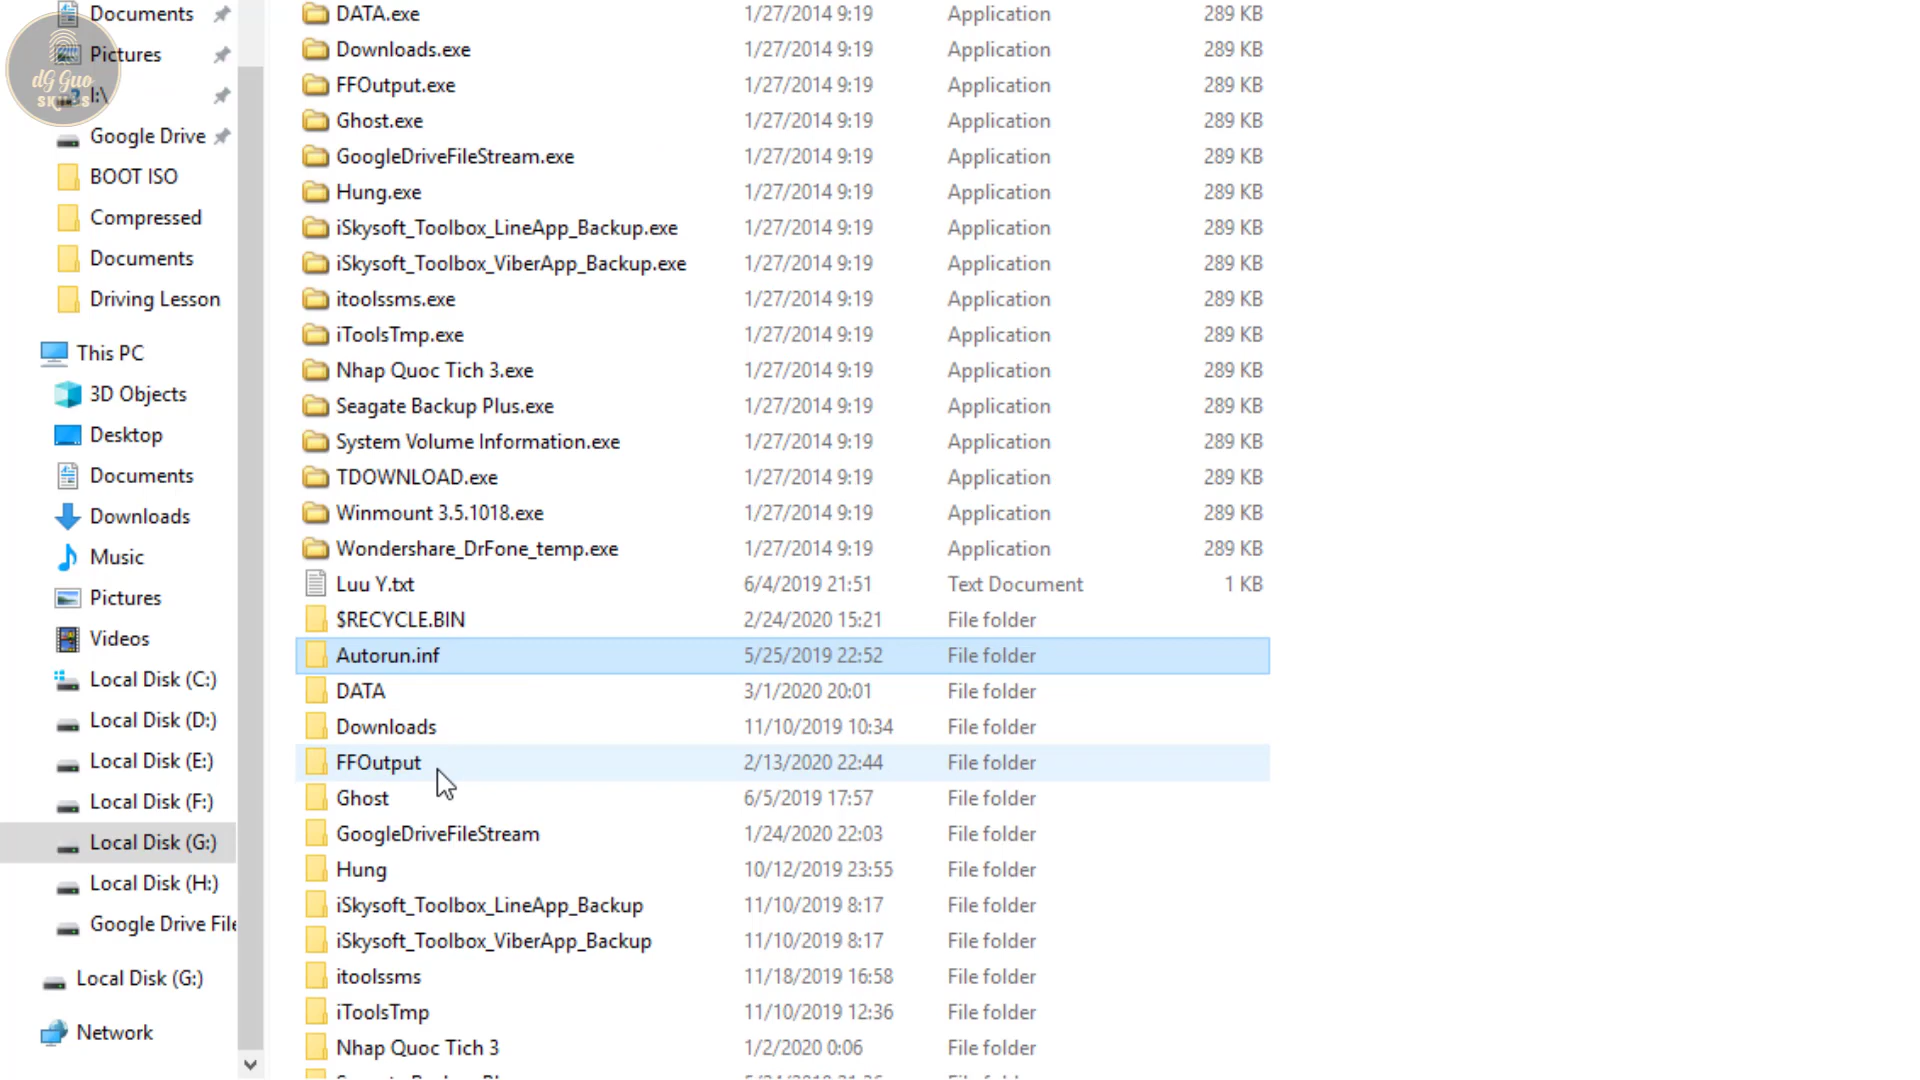 Documents
Pictures
dG Guo
SKILLS
I:\
Google Drive
BOOT ISO
Compressed
Documents
Driving Lesson
This PC
3D Objects
Desktop
Documents
Downloads
Music
Pictures
Videos
Local Disk (C:)
Local Disk (D:)
Local Disk (E:)
Local Disk (F:)
Local Disk (G:)
Local Disk (H:)
Google Drive File
Local Disk (G:)
Network
DATA.exe 1/27/2014 9:19 Application 289 KB
Downloads.exe 1/27/2014 9:19 Application 289 KB
FFOutput.exe 1/27/2014 9:19 Application 289 KB
Ghost.exe 1/27/2014 9:19 Application 289 KB
GoogleDriveFileStream.exe 1/27/2014 9:19 Application 289 KB
Hung.exe 1/27/2014 9:19 Application 289 KB
iSkysoft_Toolbox_LineApp_Backup.exe 1/27/2014 9:19 Application 289 KB
iSkysoft_Toolbox_ViberApp_Backup.exe 1/27/2014 9:19 Application 289 KB
itoolssms.exe 1/27/2014 9:19 Application 289 KB
iToolsTmp.exe 1/27/2014 9:19 Application 289 KB
Nhap Quoc Tich 3.exe 1/27/2014 9:19 Application 289 KB
Seagate Backup Plus.exe 1/27/2014 9:19 Application 289 KB
System Volume Information.exe 1/27/2014 9:19 Application 289 KB
TDOWNLOAD.exe 1/27/2014 9:19 Application 289 KB
Winmount 3.5.1018.exe 1/27/2014 9:19 Application 289 KB
Wondershare_DrFone_temp.exe 1/27/2014 9:19 Application 289 KB
Luu Y.txt 6/4/2019 21:51 Text Document 1 KB
$RECYCLE.BIN 2/24/2020 15:21 File folder
Autorun.inf 5/25/2019 22:52 File folder
DATA 3/1/2020 20:01 File folder
Downloads 11/10/2019 10:34 File folder
FFOutput 2/13/2020 22:44 File folder
Ghost 6/5/2019 17:57 File folder
GoogleDriveFileStream 1/24/2020 22:03 File folder
Hung 10/12/2019 23:55 File folder
iSkysoft_Toolbox_LineApp_Backup 11/10/2019 8:17 File folder
iSkysoft_Toolbox_ViberApp_Backup 11/10/2019 8:17 File folder
itoolssms 11/18/2019 16:58 File folder
iToolsTmp 11/10/2019 12:36 File folder
Nhap Quoc Tich 3 1/2/2020 0:06 File folder